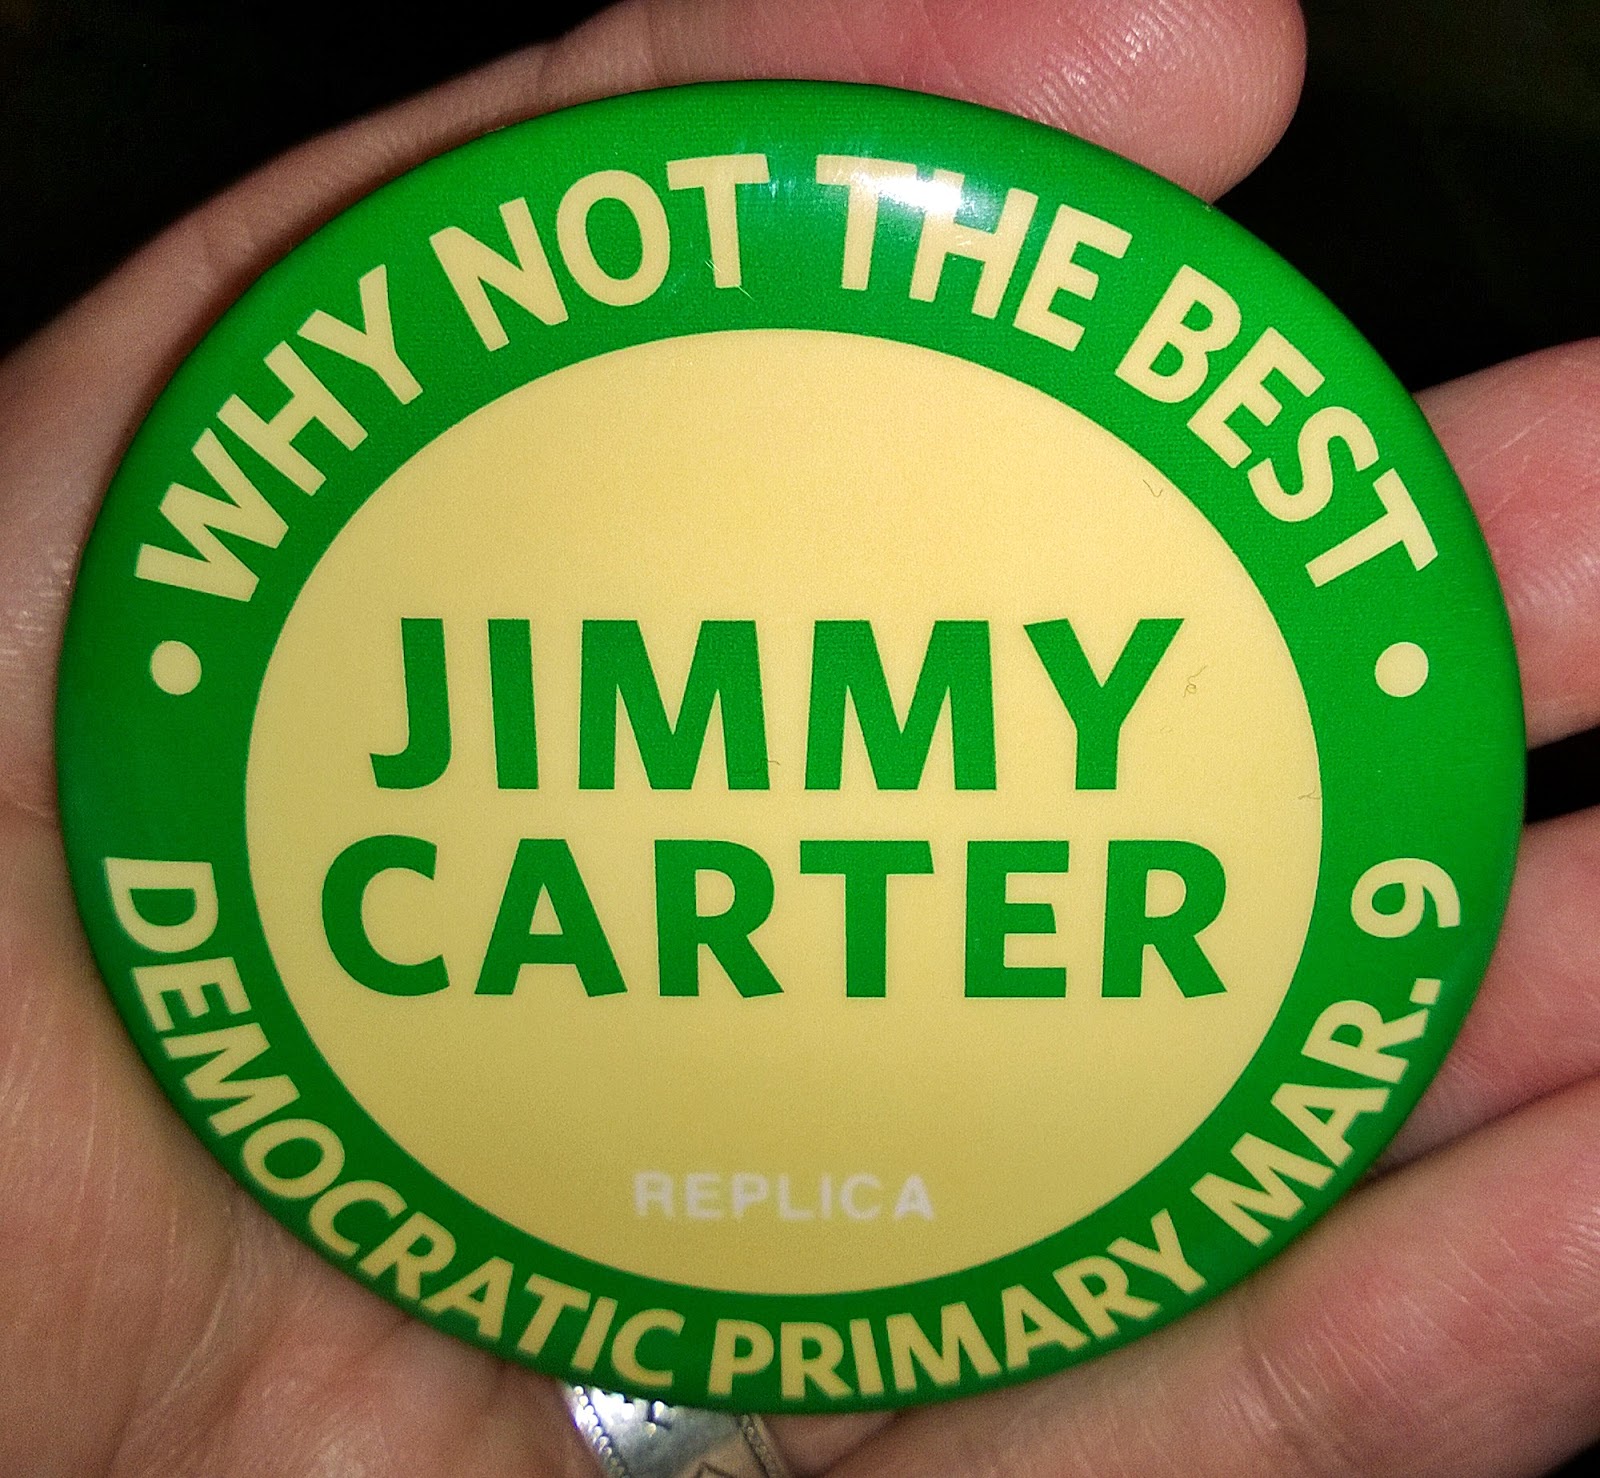 • WHY NOT THE BEST •
JIMMY
CARTER
REPLICA
DEMOCRATIC PRIMARY MAR. 9